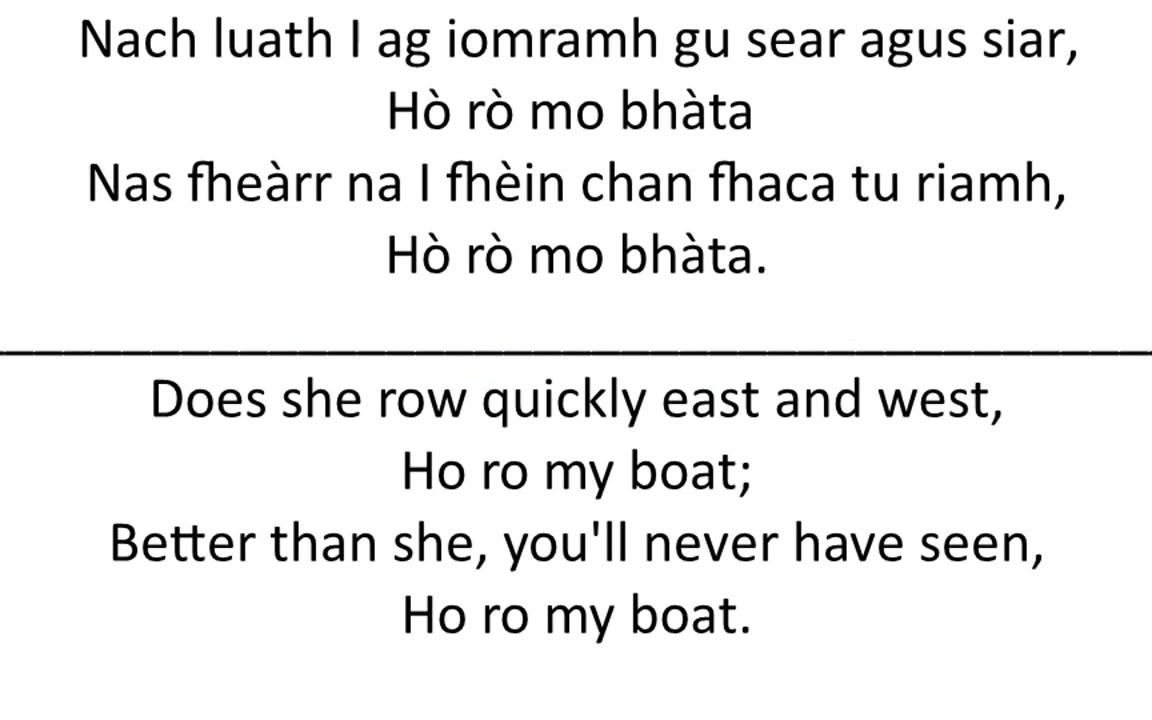 Nach luath I ag iomramh gu sear agus siar,
Hò rò mo bhàta
Nas fheàrr na I fhèin chan fhaca tu riamh,
Hò rò mo bhàta.
Does she row quickly east and west,
Ho ro my boat;
Better than she, you'll never have seen,
Ho ro my boat.